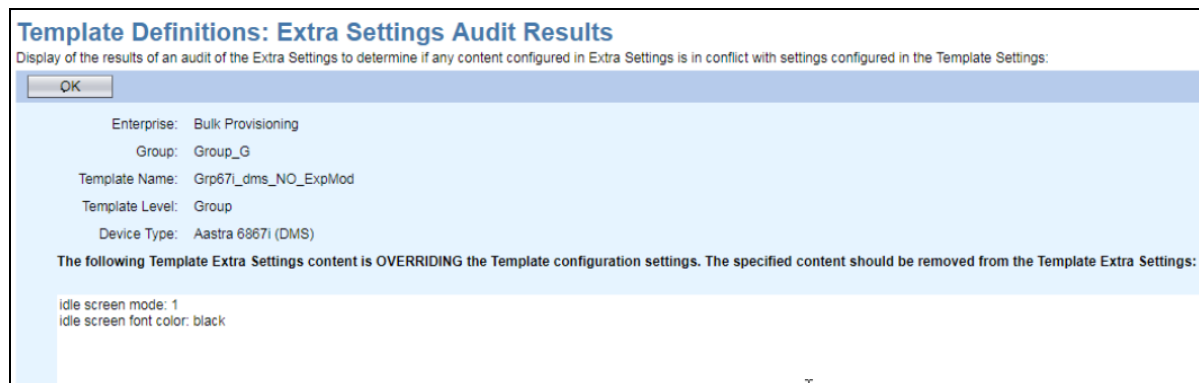 Template Definitions: Extra Settings Audit Results
Display of the results of an audit of the Extra Settings to determine if any content configured in Extra Settings is in conflict with settings configured in the Template Settings:
OK
Enterprise: Bulk Provisioning
Group: Group_G
Template Name: Grp67i_dms_NO_ExpMod
Template Level: Group
Device Type: Aastra 6867i (DMS)
The following Template Extra Settings content is OVERRIDING the Template configuration settings. The specified content should be removed from the Template Extra Settings:
idle screen mode: 1
idle screen font color: black